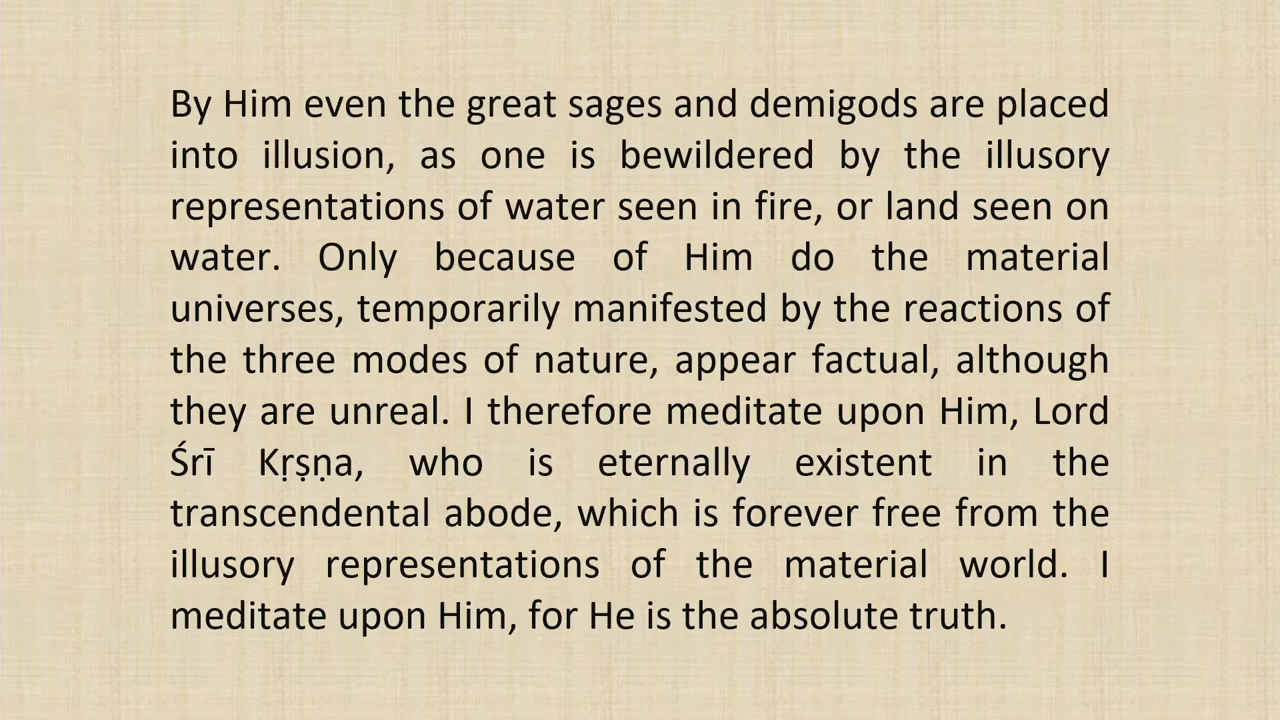 By Him even the great sages and demigods are placed
into illusion, as one is bewildered by the illusory
representations of water seen in fire, or land seen on
water. Only because of Him do the material
universes, temporarily manifested by the reactions of
the three modes of nature, appear factual, although
they are unreal. I therefore meditate upon Him, Lord
Śrī Kṛṣṇa, who is eternally existent in the
transcendental abode, which is forever free from the
illusory representations of the material world. I
meditate upon Him, for He is the absolute truth.